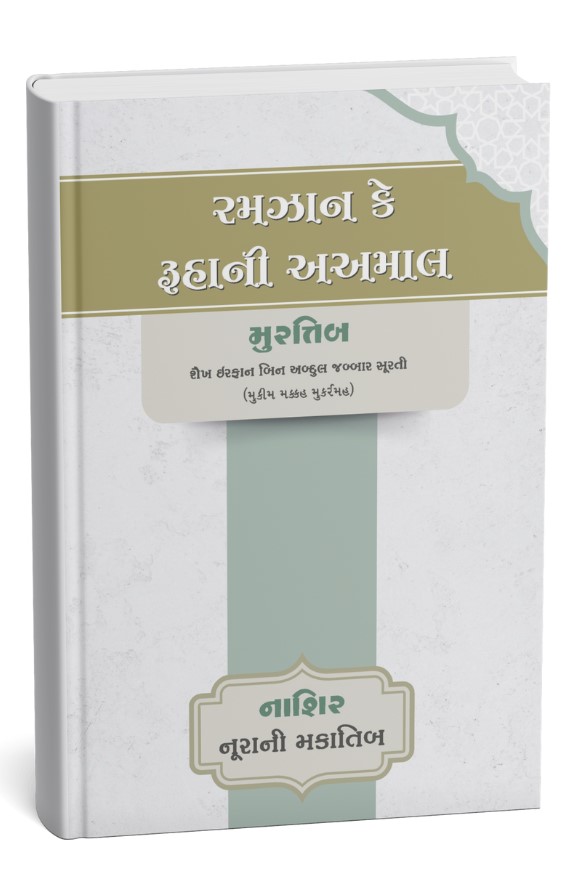 રમઝાન કે
રૂહાની અઅમાલ
મુરત્તિબ
શૈખ ઇરફાન બિન અબ્દુલ જબ્બાર સૂરતી
(મુકીમ મક્કહ મુકર્રમહ)
નાશિર
નૂરાની મકાતિબ